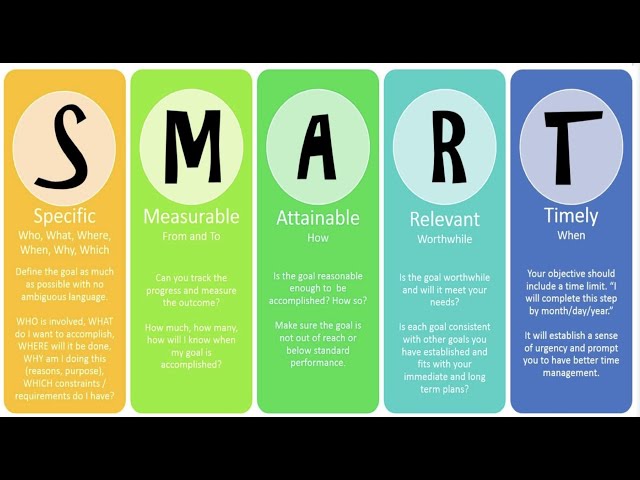 S
Specific
Who, What, Where,
When, Why, Which
Define the goal as much
as possible with no
ambiguous language.
WHO is involved, WHAT
do I want to accomplish,
WHERE will it be done.
WHY am I doing this
(reasons, purpose),
WHICH constraints /
requirements do I have?
M
Measurable
From and To
Can you track the
progress and measure
the outcome?
How much, how many,
how will I know when
my goal is
accomplished?
A
Attainable
How
Is the goal reasonable
enough to be
accomplished? How so?
Make sure the goal is
not out of reach or
below standard
performance.
R
Relevant
Worthwhile
Is the goal worthwhile
and will it meet your
needs?
Is each goal consistent
with other goals you
have established and
fits with your
immediate and long
term plans?
T
Timely
When
Your objective should
include a time limit. “I
will complete this step
by month/day/year.”
It will establish a sense
of urgency and prompt
you to have better time
management.